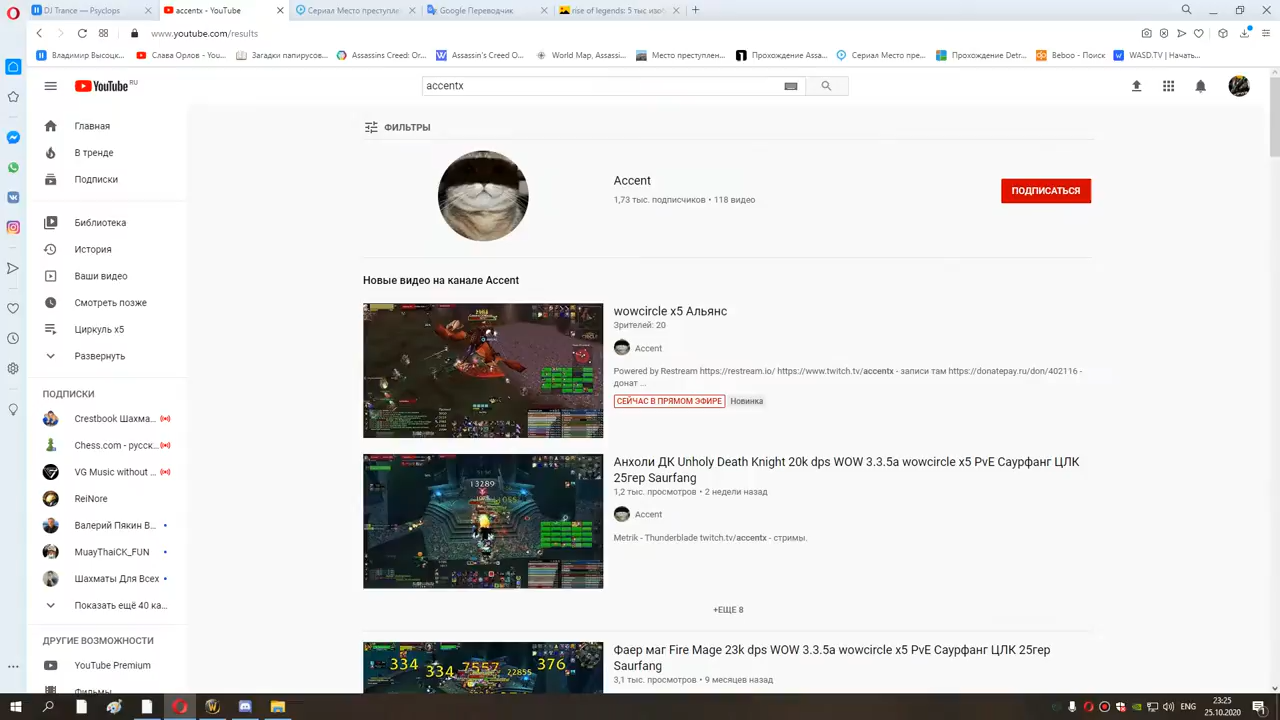 DJ Trance — Psyclops
accentx - YouTube
Сериал Место преступле
Google Переводчик
rise of legends: 5 тыс изоб
www.youtube.com/results
Владимир Высоцк...
Слава Орлов - You...
Загадки папирусов...
Assassins Creed: Or...
Assassin's Creed O...
World Map, Assassi...
Место преступлен...
Прохождение Assa...
Сериал Место пре...
Прохождение Detr...
Beboo - Поиск
WASD.TV | Начать...
YouTube RU
accentx
Главная
В тренде
Подписки
Библиотека
История
Ваши видео
Смотреть позже
Циркуль x5
Развернуть
ПОДПИСКИ
Crestbook Шахма...
Chess.com - русск...
VG Music without ...
ReiNore
Валерий Пякин В...
MuayThaiCK_FUN
Шахматы Для Всех
Показать ещё 40 ка...
ДРУГИЕ ВОЗМОЖНОСТИ
YouTube Premium
Фильмы
ФИЛЬТРЫ
Accent
1,73 тыс. подписчиков • 118 видео
ПОДПИСАТЬСЯ
Новые видео на канале Accent
wowcircle x5 Альянс
Зрителей: 20
Accent
Powered by Restream https://restream.io/ https://www.twitch.tv/accentx - записи там https://donatepay.ru/don/402116 -
донат ...
СЕЙЧАС В ПРЯМОМ ЭФИРЕ Новинка
13289
11055
Анхоли ДК Unholy Death Knight 20k dps WOW 3.3.5a wowcircle x5 PvE Саурфанг ЦЛК
25гер Saurfang
1,2 тыс. просмотров • 2 недели назад
Accent
Metrik - Thunderblade twitch.tv/accentx - стримы.
+ЕЩЕ 8
334 334 7557 22855 376
Фаер маг Fire Mage 23k dps WOW 3.3.5a wowcircle x5 PvE Саурфанг ЦЛК 25гер
Saurfang
3,1 тыс. просмотров • 9 месяцев назад
ENG
23:25
25.10.2020
1